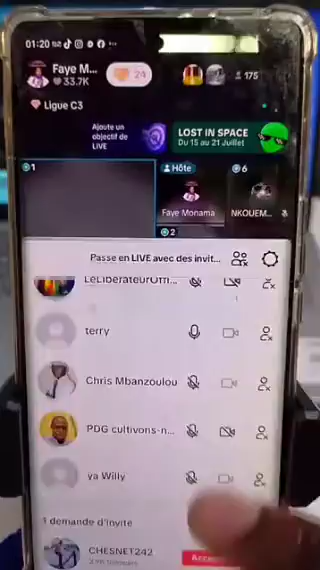 01:20
Faye M...
33.7K
24
175
Ligue C3
Ajoute un
objectif de
LIVE
LOST IN SPACE
Du 15 au 21 Juillet
1
Hôte
6
Faye Monama
NKOUEM...
2
Passe en LIVE avec des invit...
LeLiberateurOffi...
terry
Chris Mbanzoulou
PDG cultivons-n...
ya Willy
1 demande d'invité
CHESNET242